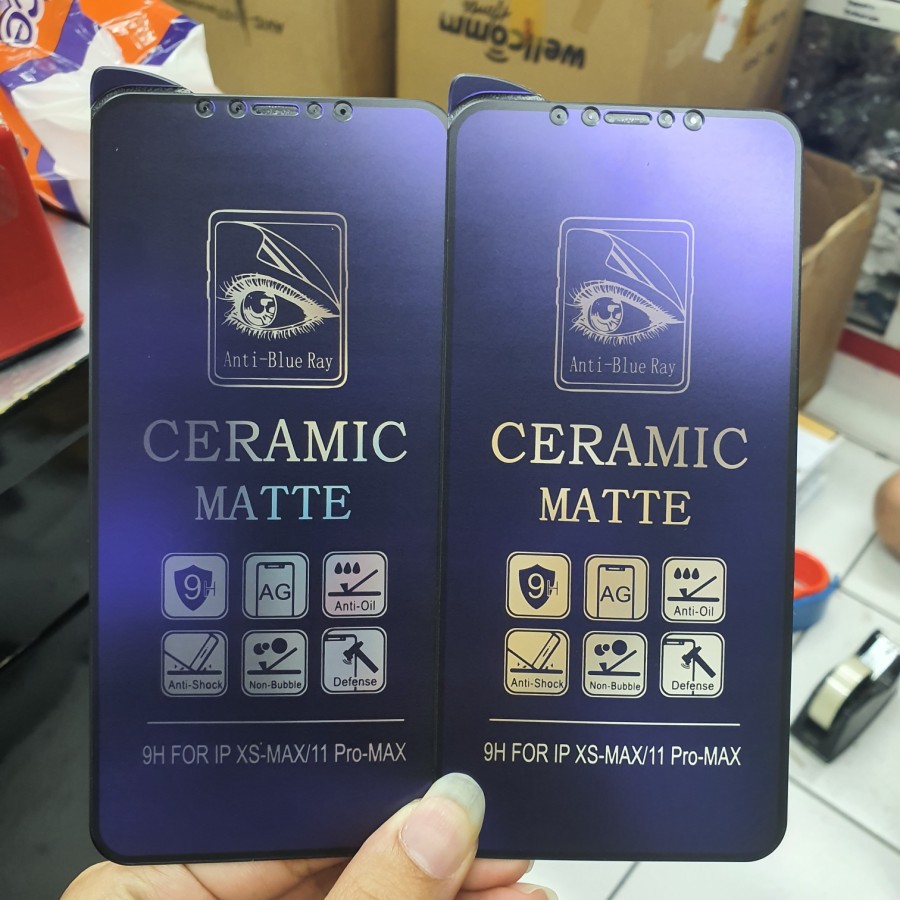 wellcomm
Anti-Blue Ray
CERAMIC
MATTE
9H
AG
Anti-Oil
Anti-Shock
Non-Bubble
Defense
9H FOR IP XS-MAX/11 Pro-MAX
Anti-Blue Ray
CERAMIC
MATTE
9H
AG
Anti-Oil
Anti-Shock
Non-Bubble
Defense
9H FOR IP XS-MAX/11 Pro-MAX